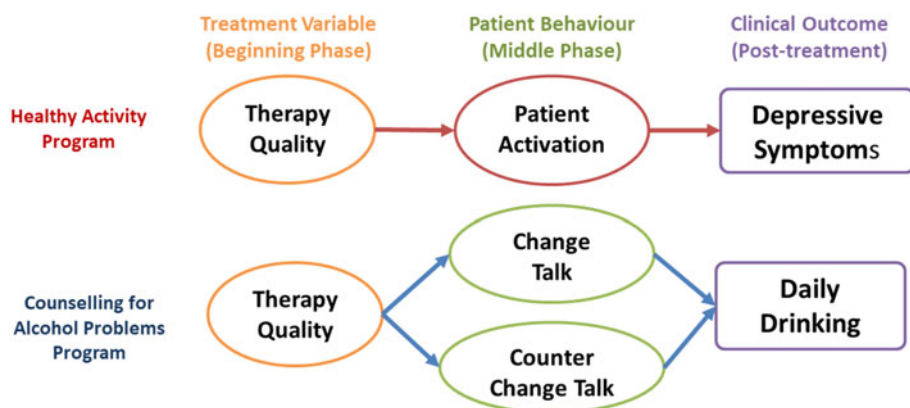 Treatment Variable
(Beginning Phase)
Patient Behaviour
(Middle Phase)
Clinical Outcome
(Post-treatment)
Healthy Activity
Program
Therapy
Quality
Patient
Activation
Depressive
Symptoms
Counselling for
Alcohol Problems
Program
Therapy
Quality
Change
Talk
Counter
Change Talk
Daily
Drinking